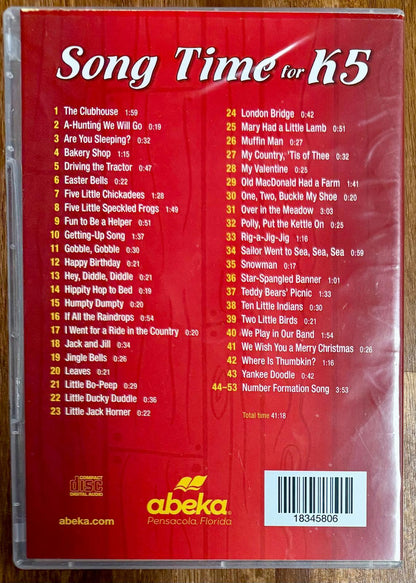 Song Time for K5
1 The Clubhouse 1:59
2 A-Hunting We Will Go 0:19
3 Are You Sleeping? 0:32
4 Bakery Shop 1:15
5 Driving the Tractor 0:47
6 Easter Bells 0:22
7 Five Little Chickadees 1:28
8 Five Little Speckled Frogs 1:49
9 Fun to Be a Helper 0:51
10 Getting-Up Song 1:37
11 Gobble, Gobble 0:30
12 Happy Birthday 0:21
13 Hey, Diddle, Diddle 0:21
14 Hippity Hop to Bed 0:19
15 Humpty Dumpty 0:20
16 If All the Raindrops 0:54
17 I Went for a Ride in the Country 0:20
18 Jack and Jill 0:34
19 Jingle Bells 0:26
20 Leaves 0:21
21 Little Bo-Peep 0:29
22 Little Ducky Duddle 0:36
23 Little Jack Horner 0:22
24 London Bridge 0:42
25 Mary Had a Little Lamb 0:51
26 Muffin Man 0:27
27 My Country, 'Tis of Thee 0:32
28 My Valentine 0:25
29 Old MacDonald Had a Farm 1:41
30 One, Two, Buckle My Shoe 0:20
31 Over in the Meadow 3:03
32 Polly, Put the Kettle On 0:25
33 Rig-a-Jig-Jig 0:33
34 Sailor Went to Sea, Sea, Sea 0:59
35 Snowman 0:17
36 Star-Spangled Banner 1:01
37 Teddy Bears' Picnic 1:33
38 Ten Little Indians 0:30
39 Two Little Birds 0:21
40 We Play in Our Band 1:54
41 We Wish You a Merry Christmas 0:26
42 Where Is Thumbkin? 1:16
43 Yankee Doodle 0:42
44–53 Number Formation Song 3:53
Total time 41:18
COMPACT
disc
DIGITAL AUDIO
abeka.com
abeka
Pensacola, Florida
18345806